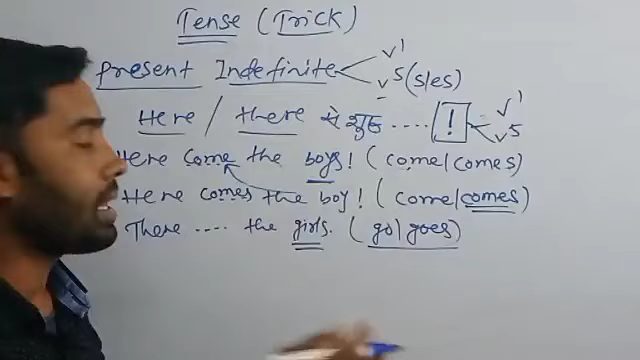 Tense (Trick)
Present Indefinite V1
V5 (s/es)
Here / there से शुरू .... ! V1
V5
Here come the boys! (come/comes)
Here comes the boy! (come/comes)
There .... the girls. (go/goes)